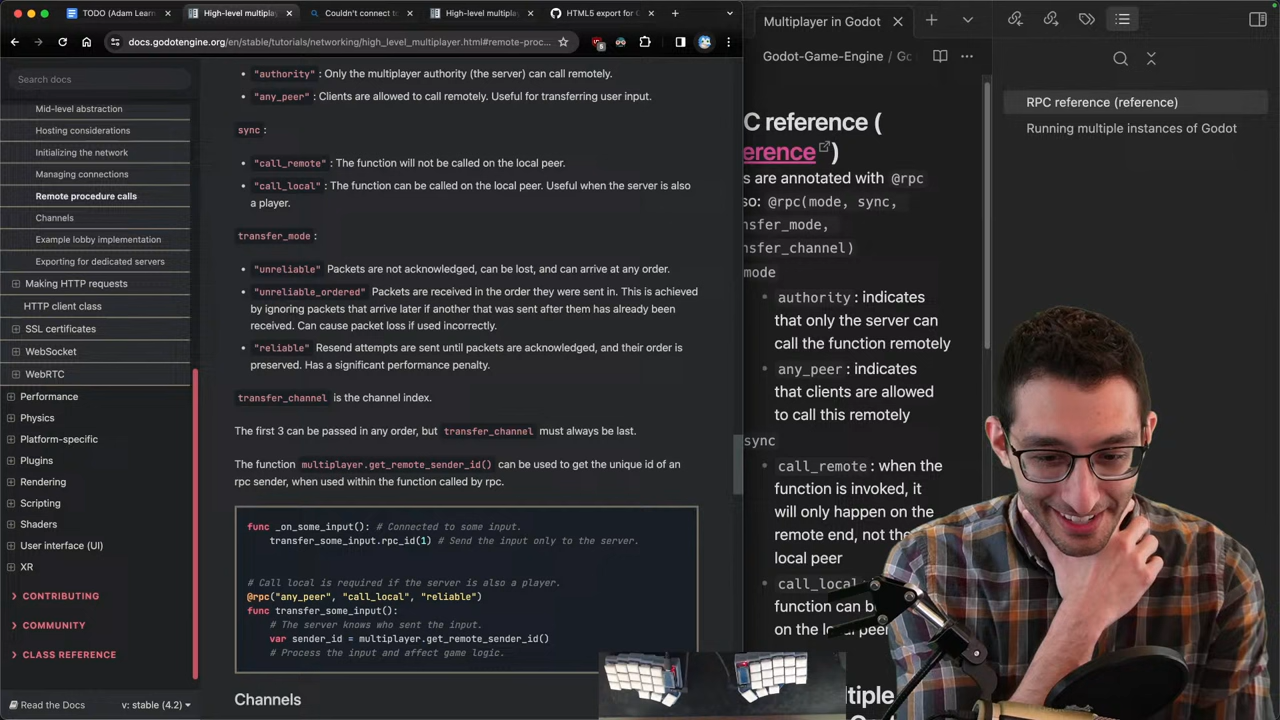 TODO (Adam Lear
High-level multiplay
Couldn't connect to
High-level multiplay
HTML5 export for G
docs.godotengine.org/en/stable/tutorials/networking/high_level_multiplayer.html#remote-proc...
Search docs
Mid-level abstraction
Hosting considerations
Initializing the network
Managing connections
Remote procedure calls
Channels
Example lobby implementation
Exporting for dedicated servers
Making HTTP requests
HTTP client class
SSL certificates
WebSocket
WebRTC
Performance
Physics
Platform-specific
Plugins
Rendering
Scripting
Shaders
User interface (UI)
XR
CONTRIBUTING
COMMUNITY
CLASS REFERENCE
Read the Docs
v: stable (4.2)
"authority": Only the multiplayer authority (the server) can call remotely.
"any_peer": Clients are allowed to call remotely. Useful for transferring user input.
sync:
"call_remote": The function will not be called on the local peer.
"call_local": The function can be called on the local peer. Useful when the server is also
a player.
transfer_mode:
"unreliable" Packets are not acknowledged, can be lost, and can arrive at any order.
"unreliable_ordered" Packets are received in the order they were sent in. This is achieved
by ignoring packets that arrive later if another that was sent after them has already been
received. Can cause packet loss if used incorrectly.
"reliable" Resend attempts are sent until packets are acknowledged, and their order is
preserved. Has a significant performance penalty.
transfer_channel is the channel index.
The first 3 can be passed in any order, but transfer_channel must always be last.
The function multiplayer.get_remote_sender_id() can be used to get the unique id of an
rpc sender, when used within the function called by rpc.
func _on_some_input(): # Connected to some input.
transfer_some_input.rpc_id(1) # Send the input only to the server.
# Call local is required if the server is also a player.
@rpc("any_peer", "call_local", "reliable")
func transfer_some_input():
# The server knows who sent the input.
var sender_id = multiplayer.get_remote_sender_id()
# Process the input and affect game logic.
Channels
Multiplayer in Godot
Godot-Game-Engine / Go
C reference (
erence)
s are annotated with @rpc
so: @rpc(mode, sync,
nsfer_mode,
nsfer_channel)
mode
authority: indicates
that only the server can
call the function remotely
any_peer: indicates
that clients are allowed
to call this remotely
sync
call_remote: when the
function is invoked, it
will only happen on the
remote end, not the
local peer
call_local
function can be
on the local peer
ultiple
RPC reference (reference)
Running multiple instances of Godot